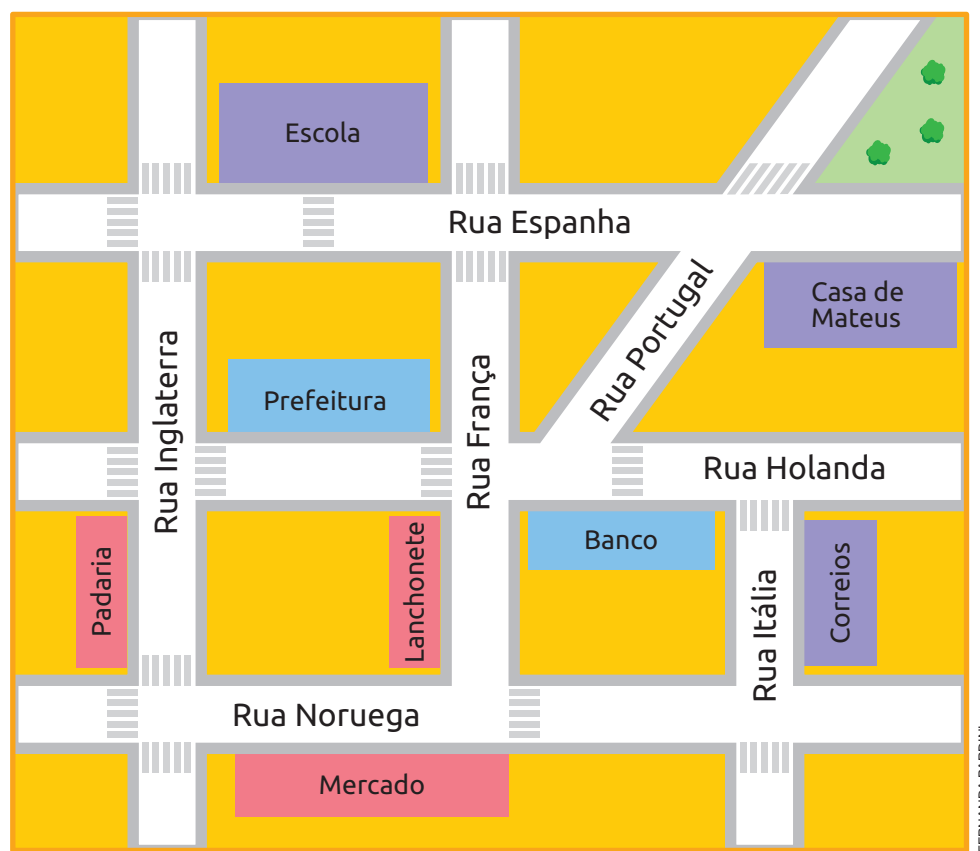 Escola
Rua Espanha
Casa de
Mateus
Rua Portugal
Rua Inglaterra
Prefeitura
Rua França
Rua Holanda
Padaria
Lanchonete
Banco
Correios
Rua Itália
Rua Noruega
Mercado